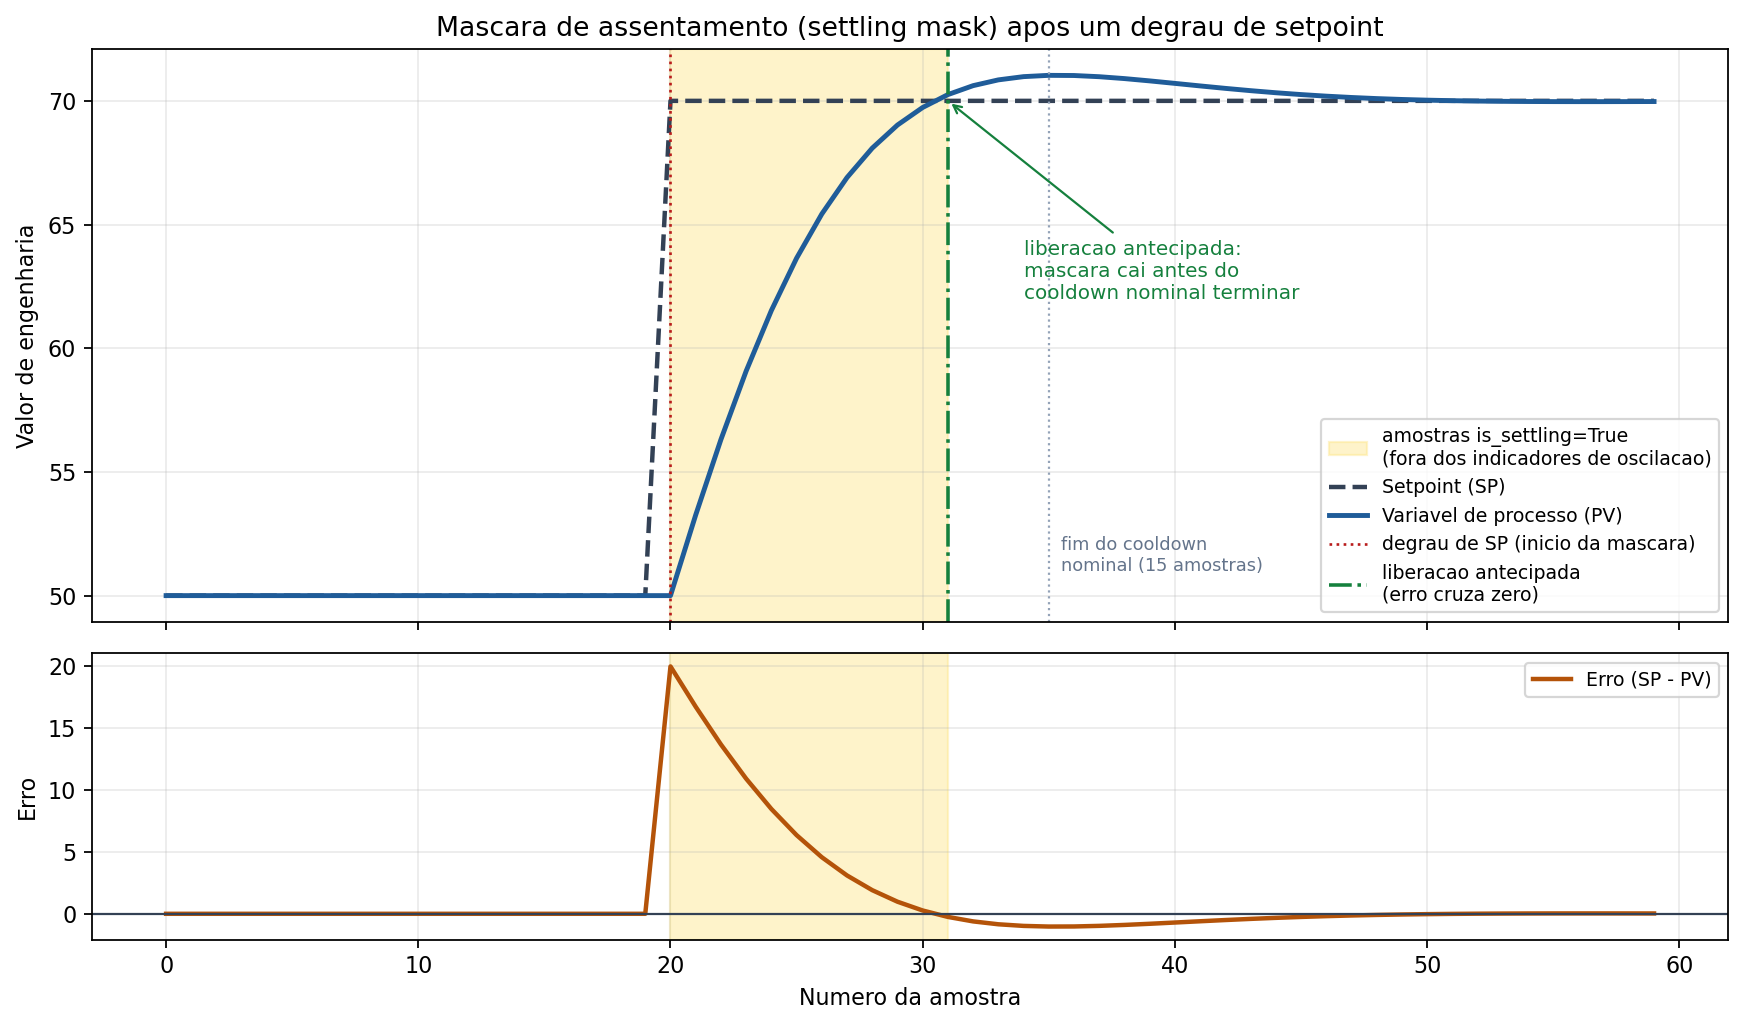 Mascara de assentamento (settling mask) apos um degrau de setpoint
Valor de engenharia
70
65
60
55
50
liberacao antecipada:
mascara cai antes do
cooldown nominal terminar
fim do cooldown
nominal (15 amostras)
amostras is_settling=True
(fora dos indicadores de oscilacao)
Setpoint (SP)
Variavel de processo (PV)
degrau de SP (inicio da mascara)
liberacao antecipada
(erro cruza zero)
Erro
20
15
10
5
0
Erro (SP - PV)
0
10
20
30
40
50
60
Numero da amostra